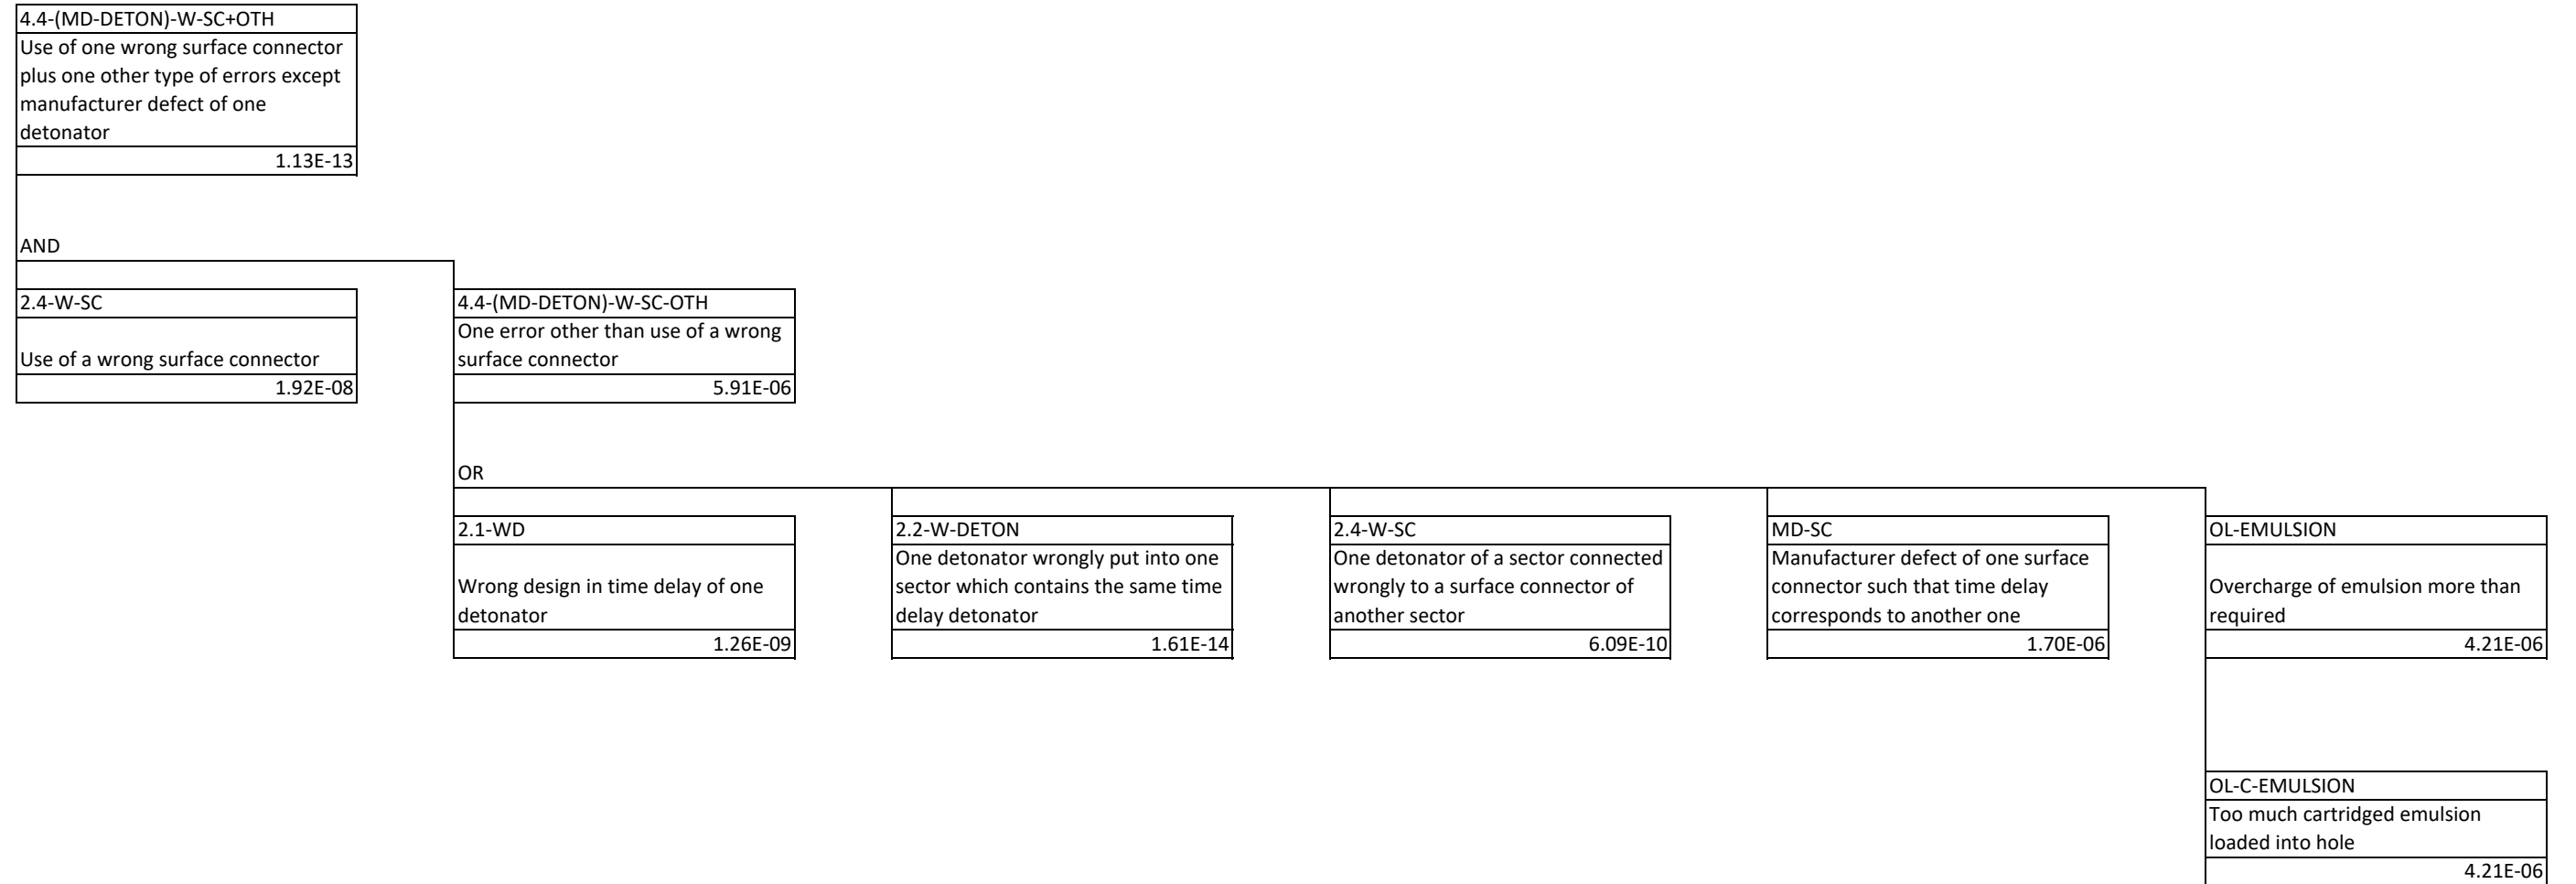 4.4-(MD-DETON)-W-SC+OTH
Use of one wrong surface connector
plus one other type of errors except
manufacturer defect of one
detonator
1.13E-13
AND
2.4-W-SC
Use of a wrong surface connector
1.92E-08
4.4-(MD-DETON)-W-SC-OTH
One error other than use of a wrong
surface connector
5.91E-06
OR
2.1-WD
Wrong design in time delay of one
detonator
1.26E-09
2.2-W-DETON
One detonator wrongly put into one
sector which contains the same time
delay detonator
1.61E-14
2.4-W-SC
One detonator of a sector connected
wrongly to a surface connector of
another sector
6.09E-10
MD-SC
Manufacturer defect of one surface
connector such that time delay
corresponds to another one
1.70E-06
OL-EMULSION
Overcharge of emulsion more than
required
4.21E-06
OL-C-EMULSION
Too much cartridged emulsion
loaded into hole
4.21E-06